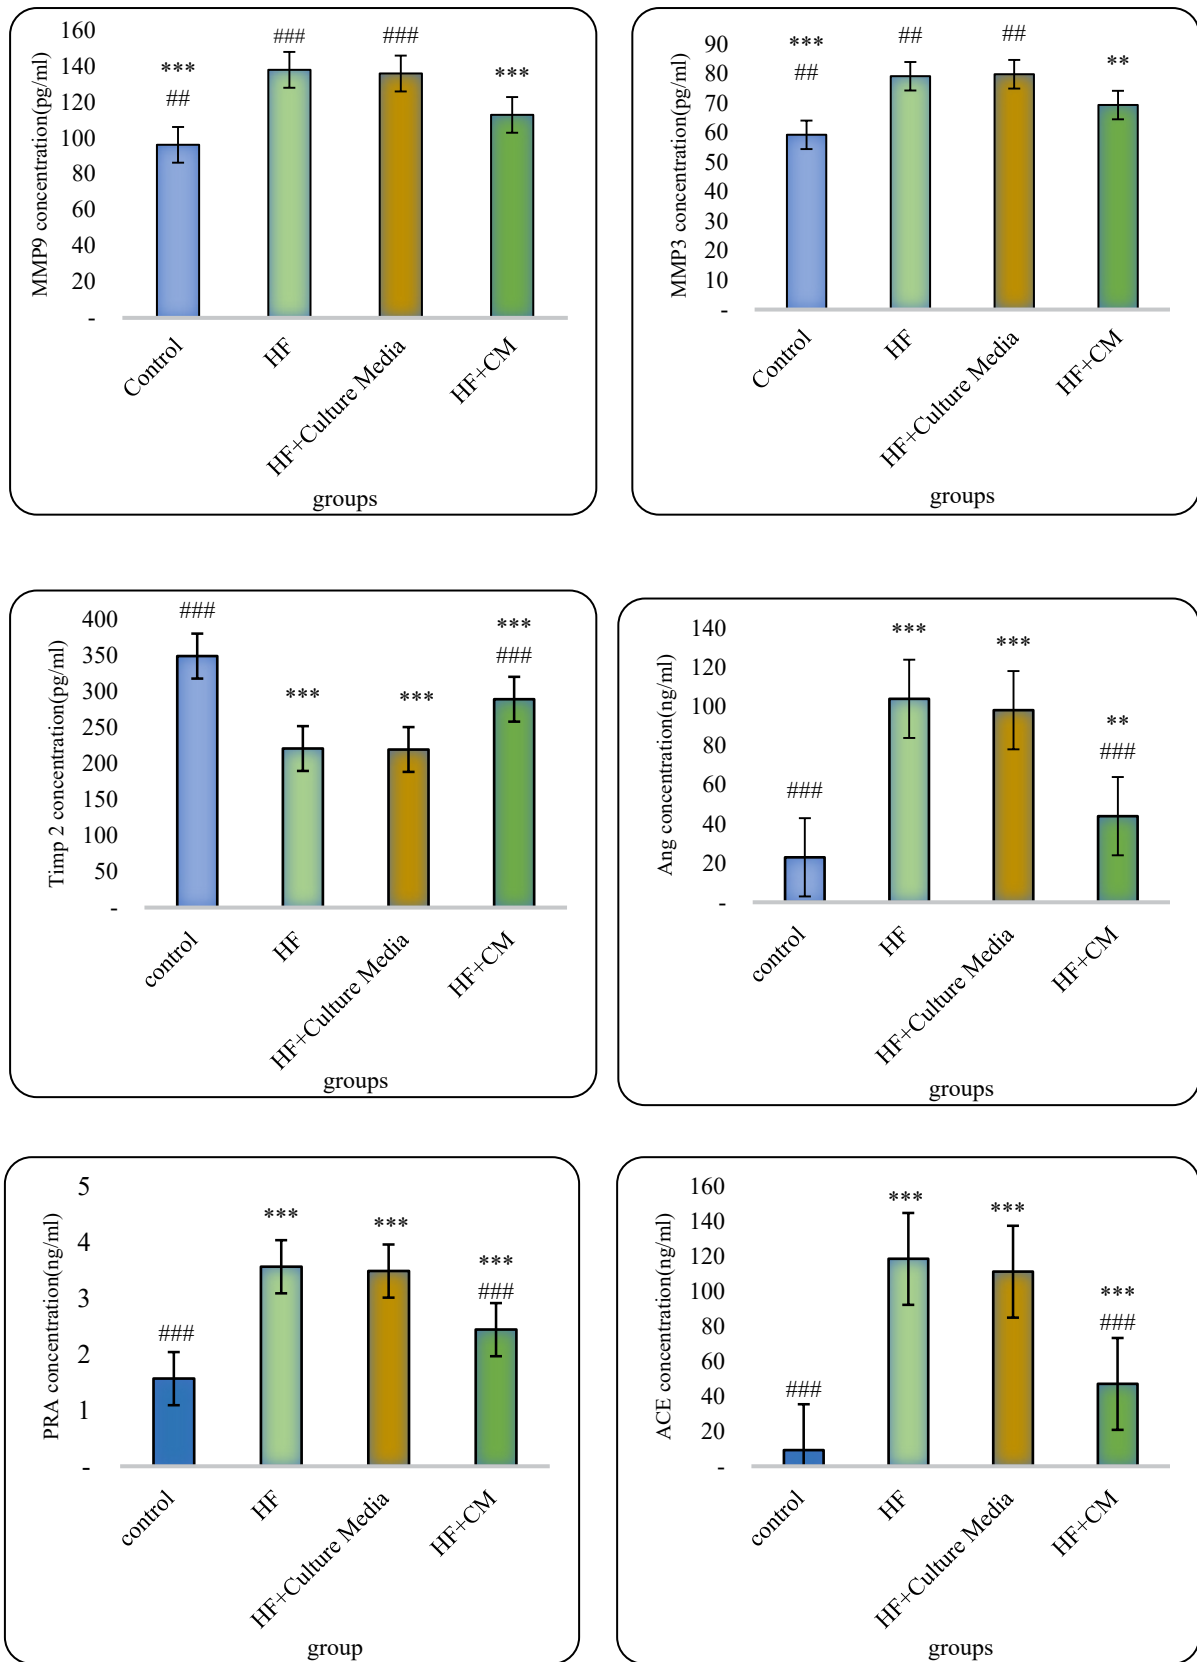 MMP9 concentration(pg/ml)
160
140
120
100
80
60
40
20
-
***
##
###
###
***
Control
HF
HF+Culture Media
HF+CM
groups
MMP3 concentration(pg/ml)
90
80
70
60
50
40
30
20
10
-
***
##
##
##
**
Control
HF
HF+Culture Media
HF+CM
groups
Timp 2 concentration(pg/ml)
400
350
300
250
200
150
100
50
-
###
***
***
***
###
control
HF
HF+Culture Media
HF+CM
groups
Ang concentration(ng/ml)
140
120
100
80
60
40
20
-
###
***
***
**
###
control
HF
HF+Culture Media
HF+CM
groups
PRA concentration(ng/ml)
5
4
3
2
1
-
###
***
***
***
###
control
HF
HF+Culture Media
HF+CM
group
ACE concentration(ng/ml)
160
140
120
100
80
60
40
20
-
###
***
***
***
###
control
HF
HF+Culture Media
HF+CM
groups